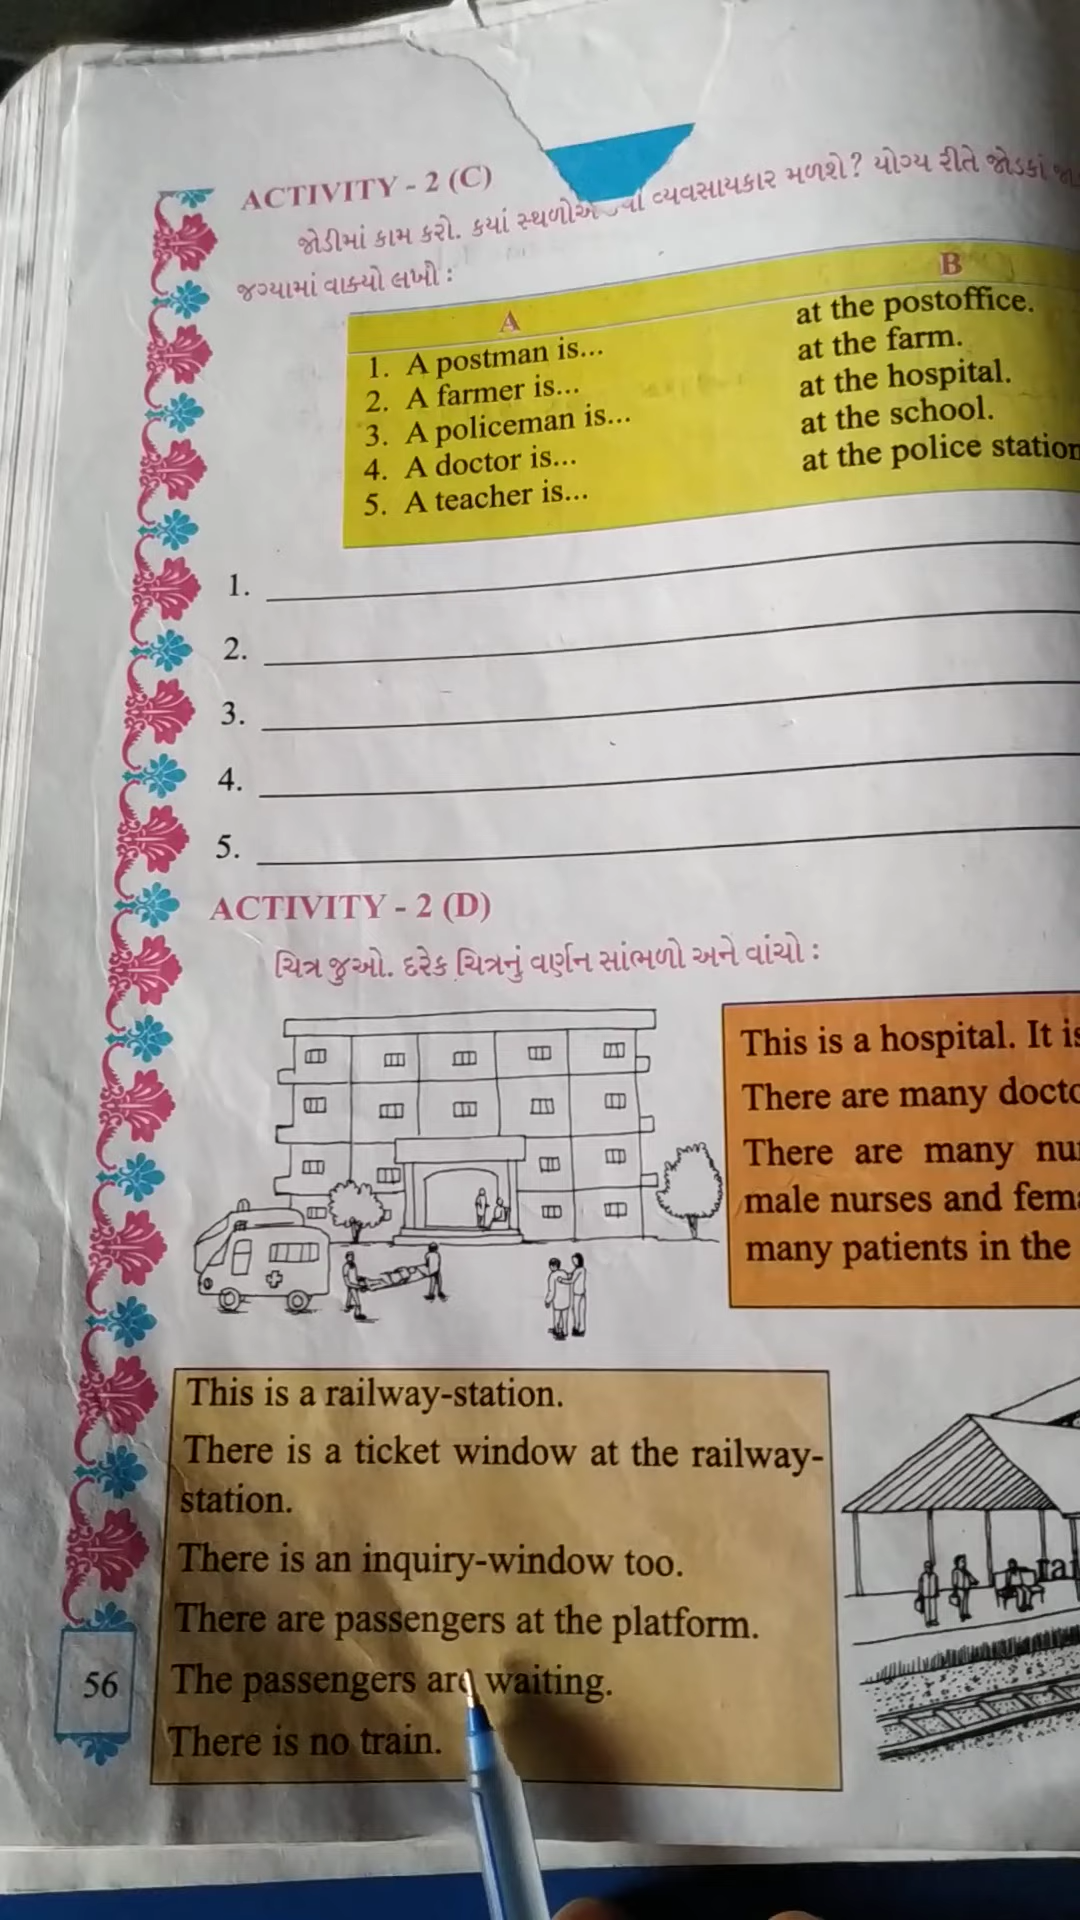 ACTIVITY - 2 (C)
જોડીમાં કામ કરો. કયાં સ્થળોએ વ્યવસાયકાર મળશે? યોગ્ય રીતે જોડકાં
જગ્યામાં વાક્યો લખો :
A B
1. A postman is... at the postoffice.
2. A farmer is... at the farm.
3. A policeman is... at the hospital.
4. A doctor is... at the school.
5. A teacher is... at the police station
1.
2.
3.
4.
5.
ACTIVITY - 2 (D)
ચિત્ર જુઓ. દરેક ચિત્રનું વર્ણન સાંભળો અને વાંચો :
This is a hospital. It is
There are many
There are many
male nurses and
many patients in the
This is a railway-station.
There is a ticket window at the railway-
station.
There is an inquiry-window too.
There are passengers at the platform.
The passengers are waiting.
There is no train.
56